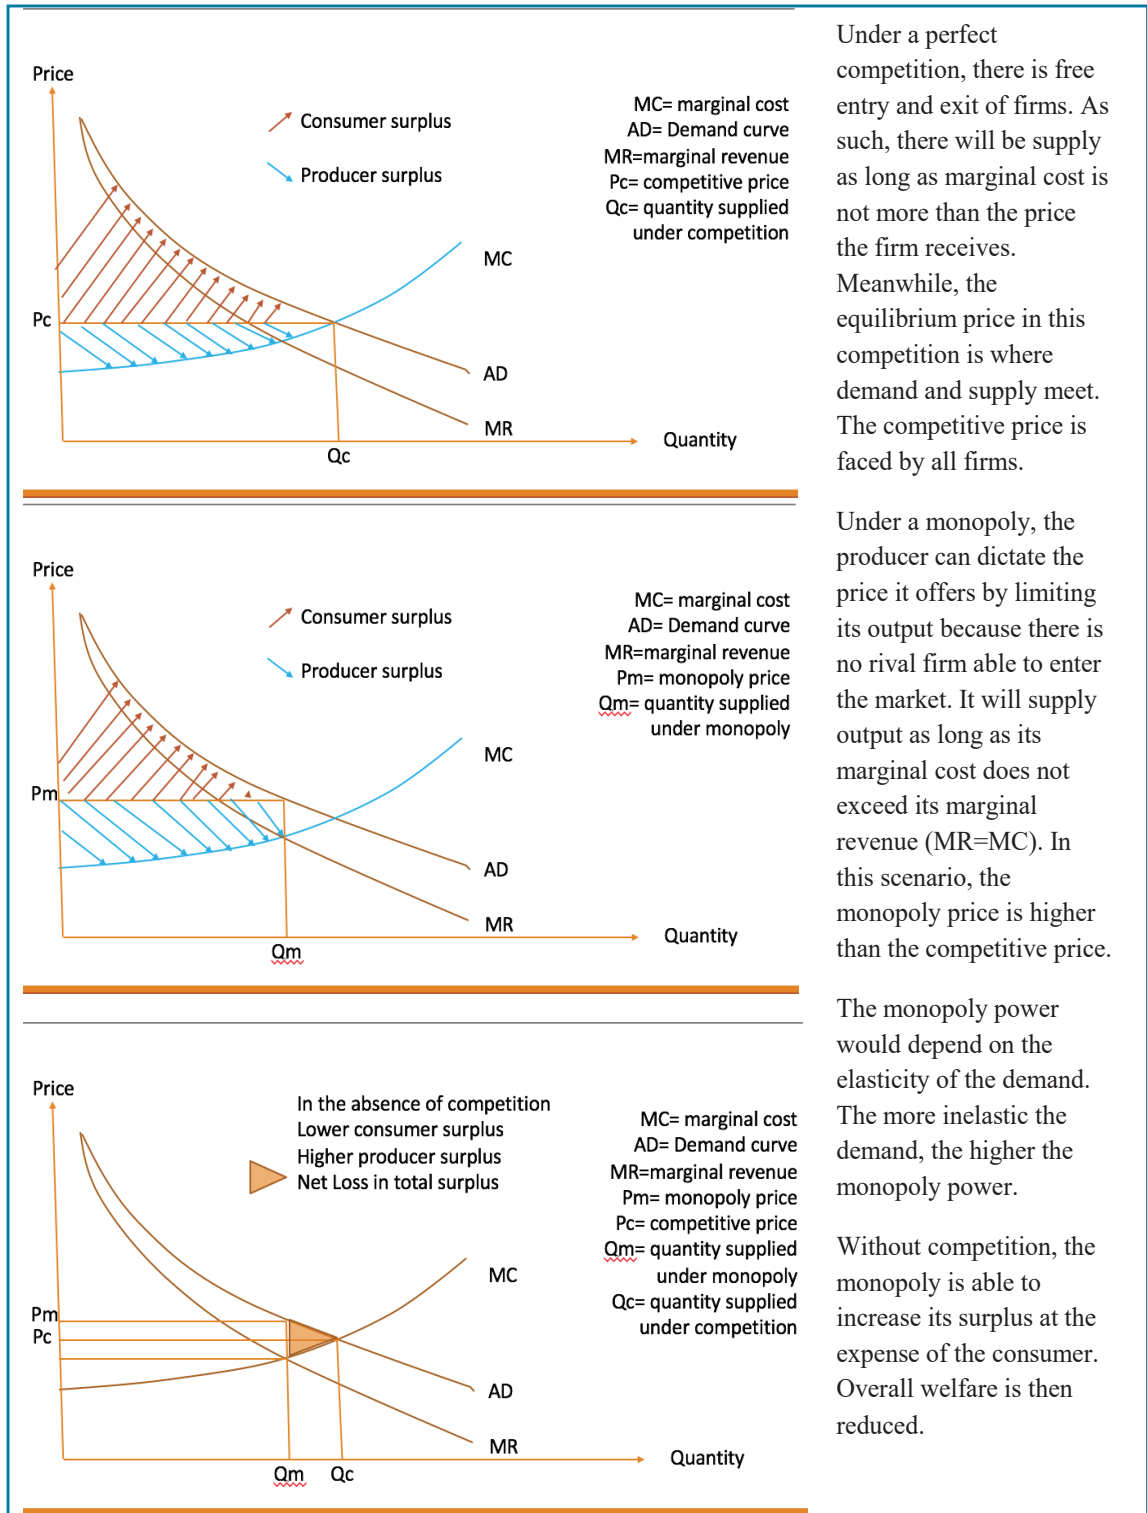 Price
Consumer surplus
Producer surplus
MC= marginal cost
AD= Demand curve
MR=marginal revenue
Pc= competitive price
Qc= quantity supplied
under competition
MC
Pc
AD
MR
Quantity
Qc
Under a perfect
competition, there is free
entry and exit of firms. As
such, there will be supply
as long as marginal cost is
not more than the price
the firm receives.
Meanwhile, the
equilibrium price in this
competition is where
demand and supply meet.
The competitive price is
faced by all firms.
Price
Consumer surplus
Producer surplus
MC= marginal cost
AD= Demand curve
MR=marginal revenue
Pm= monopoly price
Qm= quantity supplied
under monopoly
MC
Pm
AD
MR
Quantity
Qm
Under a monopoly, the
producer can dictate the
price it offers by limiting
its output because there is
no rival firm able to enter
the market. It will supply
output as long as its
marginal cost does not
exceed its marginal
revenue (MR=MC). In
this scenario, the
monopoly price is higher
than the competitive price.
Price
In the absence of competition
Lower consumer surplus
Higher producer surplus
Net Loss in total surplus
MC= marginal cost
AD= Demand curve
MR=marginal revenue
Pm= monopoly price
Pc= competitive price
Qm= quantity supplied
under monopoly
Qc= quantity supplied
under competition
MC
Pm
Pc
AD
MR
Quantity
Qm
Qc
The monopoly power
would depend on the
elasticity of the demand.
The more inelastic the
demand, the higher the
monopoly power.
Without competition, the
monopoly is able to
increase its surplus at the
expense of the consumer.
Overall welfare is then
reduced.